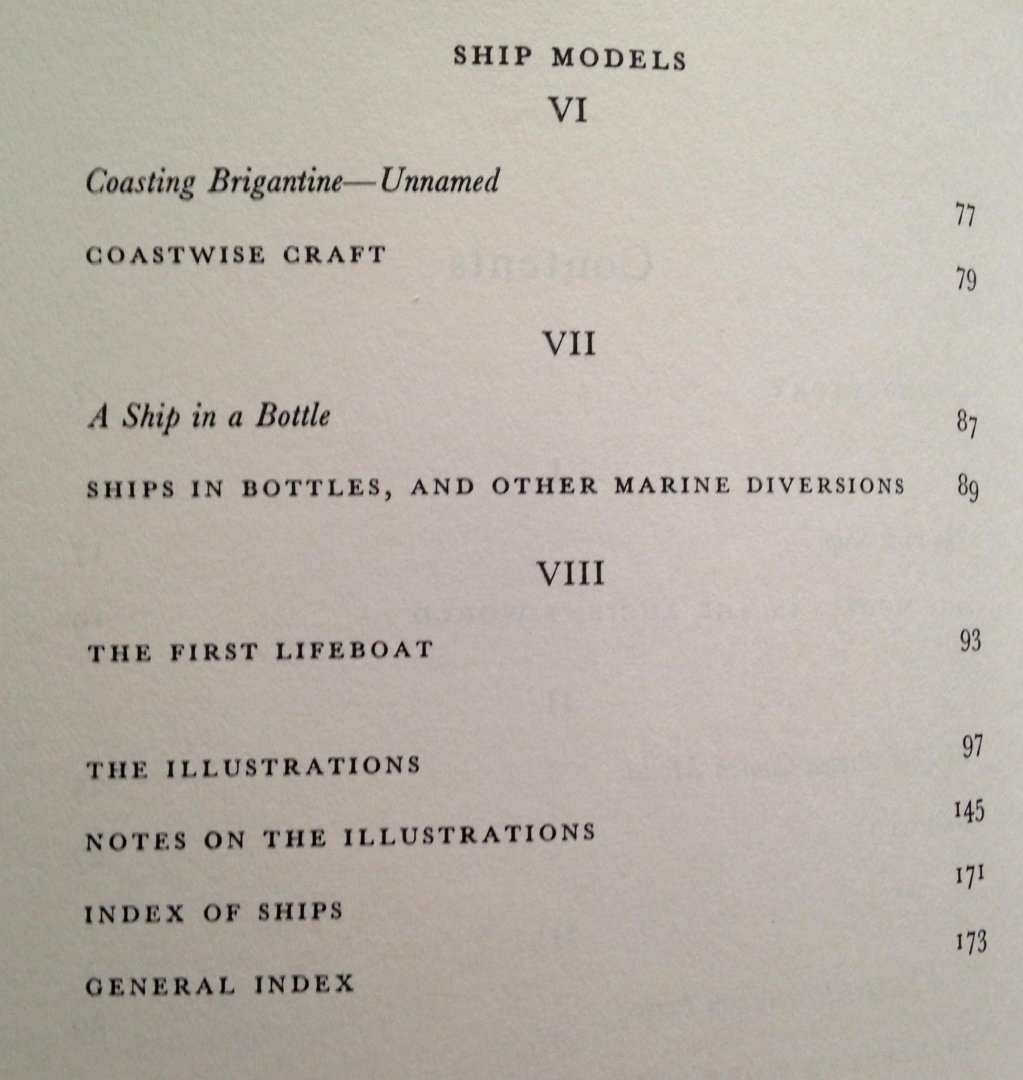 SHIP MODELS
VI
Coasting Brigantine—Unnamed 77
COASTWISE CRAFT 79
VII
A Ship in a Bottle 87
SHIPS IN BOTTLES, AND OTHER MARINE DIVERSIONS 89
VIII
THE FIRST LIFEBOAT 93
THE ILLUSTRATIONS 97
NOTES ON THE ILLUSTRATIONS 145
INDEX OF SHIPS 171
GENERAL INDEX 173